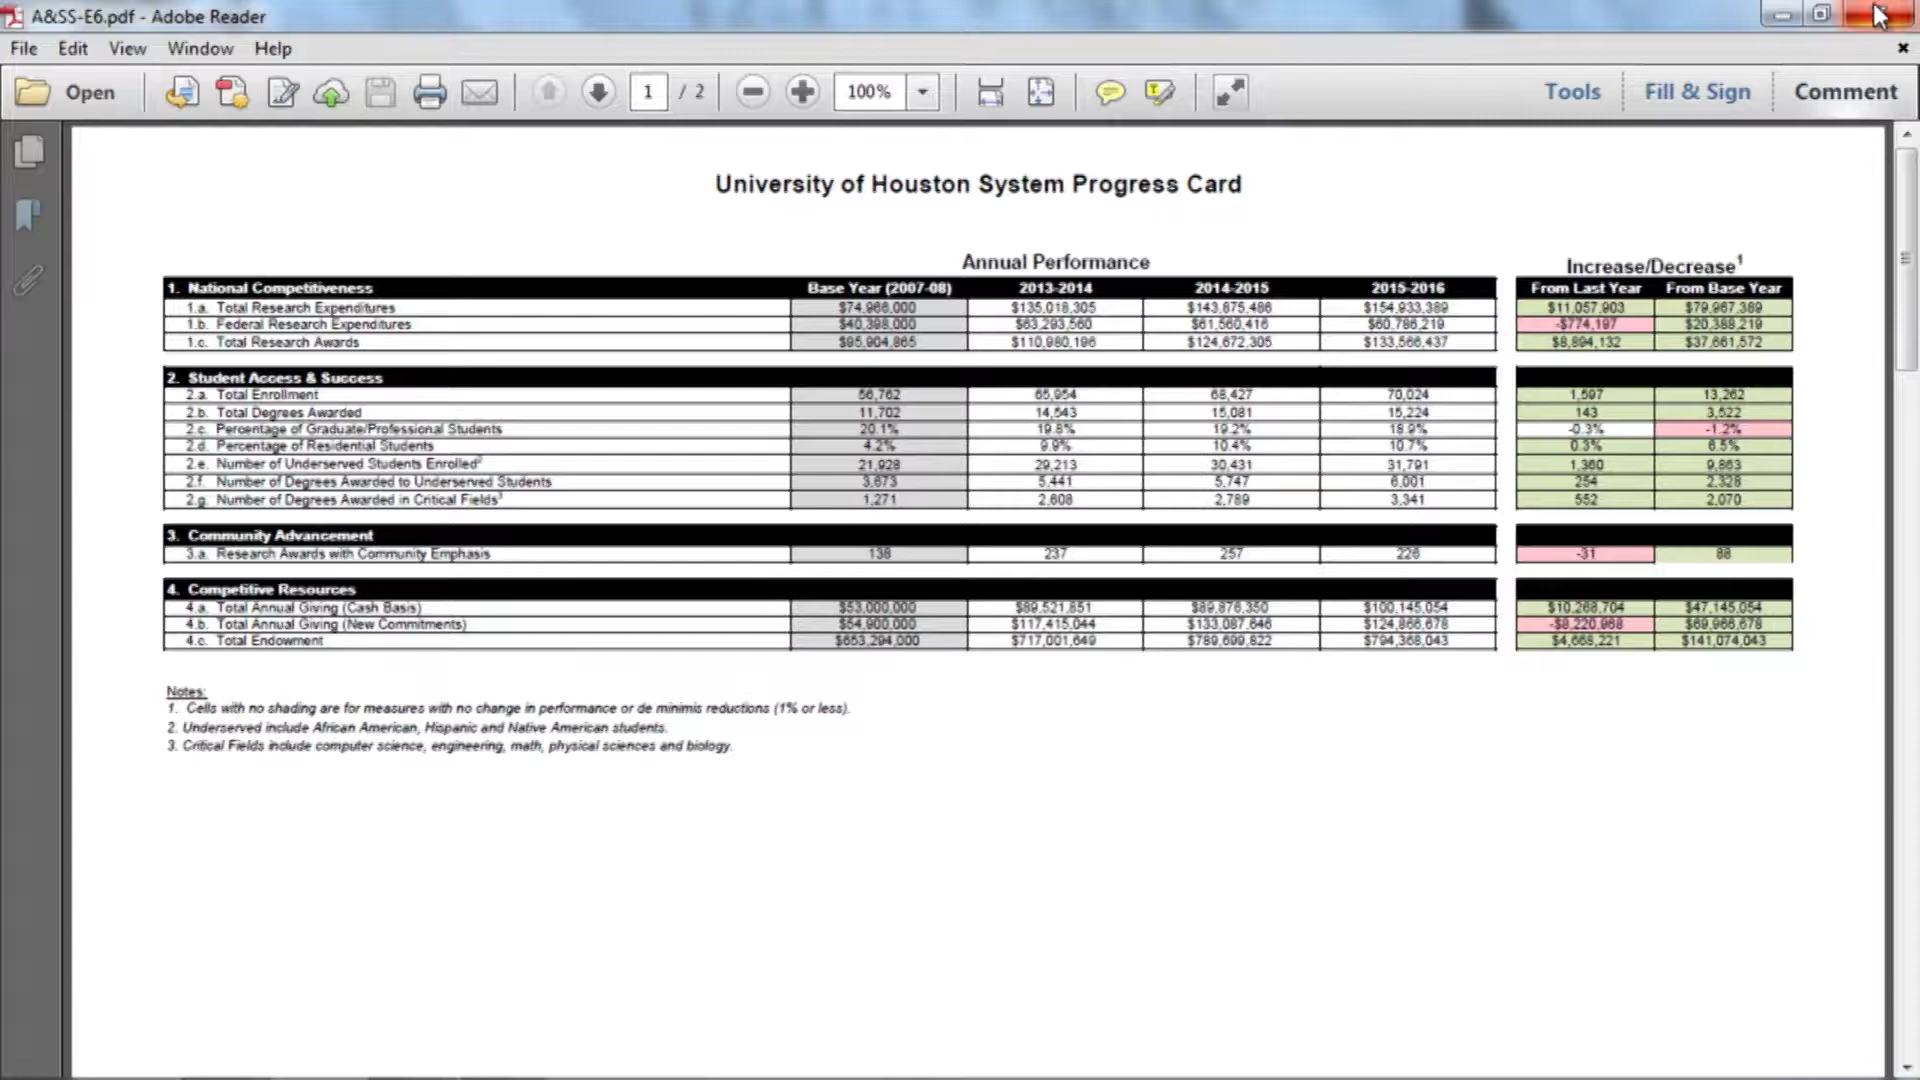 A&SS-E6.pdf - Adobe Reader
File Edit View Window Help
Open 1 / 2 100% Tools Fill & Sign Comment
University of Houston System Progress Card
Annual Performance Increase/Decrease1
1. National Competitiveness Base Year (2007-08) 2013-2014 2014-2015 2015-2016 From Last Year From Base Year
1.a. Total Research Expenditures $74,966,000 $135,018,305 $143,875,486 $154,933,389 $11,057,903 $79,967,389
1.b. Federal Research Expenditures $40,398,000 $63,293,560 $61,560,416 $60,786,219 -$774,197 $20,388,219
1.c. Total Research Awards $95,904,865 $110,980,196 $124,672,305 $133,566,437 $8,894,132 $37,661,572
2. Student Access & Success
2.a. Total Enrollment 56,762 65,954 68,427 70,024 1,597 13,262
2.b. Total Degrees Awarded 11,702 14,543 15,081 15,224 143 3,522
2.c. Percentage of Graduate/Professional Students 20.1% 19.8% 19.2% 18.9% -0.3% -1.2%
2.d. Percentage of Residential Students 4.2% 9.9% 10.4% 10.7% 0.3% 6.5%
2.e. Number of Underserved Students Enrolled2 21,928 29,213 30,431 31,791 1,360 9,863
2.f. Number of Degrees Awarded to Underserved Students 3,673 5,441 5,747 6,001 254 2,328
2.g. Number of Degrees Awarded in Critical Fields3 1,271 2,608 2,789 3,341 552 2,070
3. Community Advancement
3.a. Research Awards with Community Emphasis 138 237 257 226 -31 88
4. Competitive Resources
4.a. Total Annual Giving (Cash Basis) $53,000,000 $89,521,851 $89,876,350 $100,145,054 $10,268,704 $47,145,054
4.b. Total Annual Giving (New Commitments) $54,900,000 $117,415,044 $133,087,646 $124,866,678 -$8,220,968 $69,966,678
4.c. Total Endowment $653,294,000 $717,001,649 $789,699,822 $794,368,043 $4,668,221 $141,074,043
Notes:
1. Cells with no shading are for measures with no change in performance or de minimis reductions (1% or less).
2. Underserved include African American, Hispanic and Native American students.
3. Critical Fields include computer science, engineering, math, physical sciences and biology.